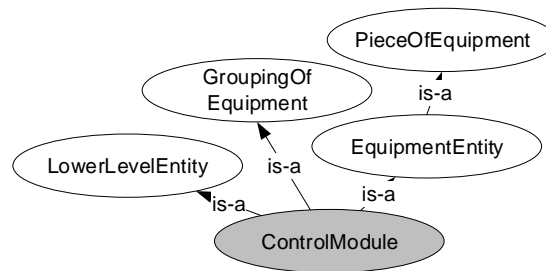 PieceOfEquipment
GroupingOf
Equipment
is-a
LowerLevelEntity
is-a
EquipmentEntity
is-a
is-a
ControlModule